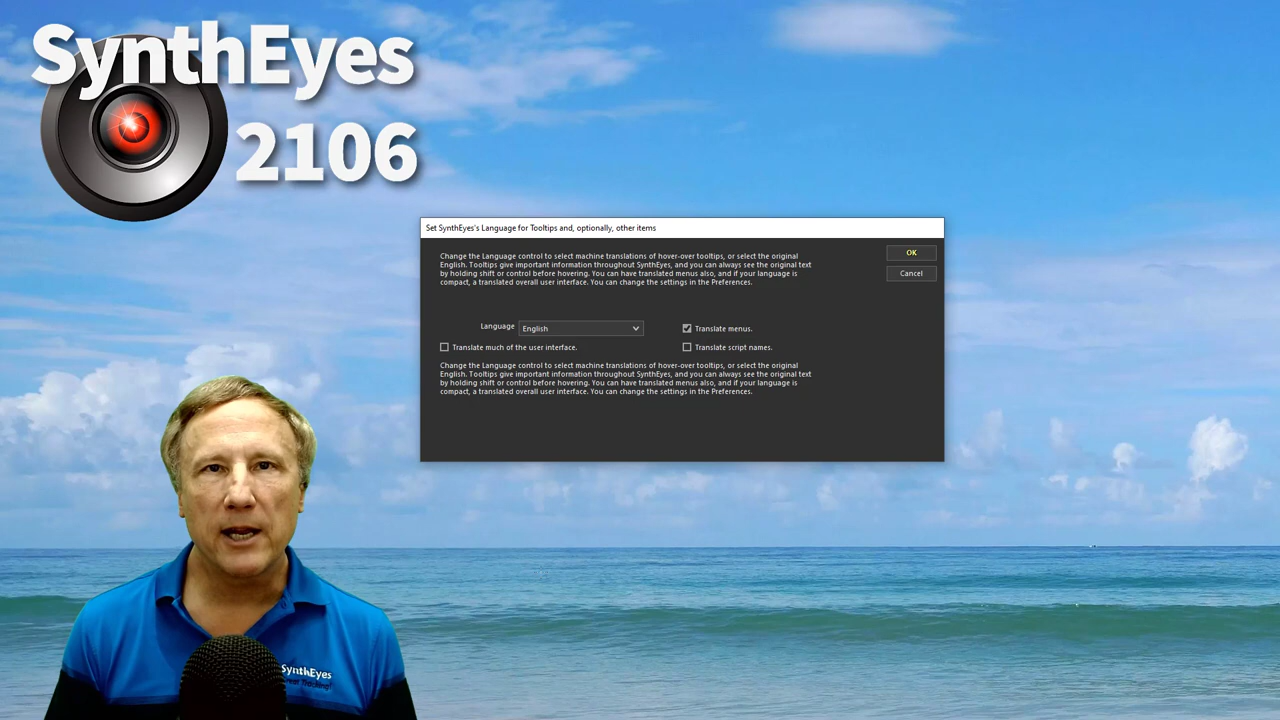 SynthEyes
2106
Set SynthEyes's Language for Tooltips and, optionally, other items
Change the Language control to select machine translations of hover-over tooltips, or select the original
English. Tooltips give important information throughout SynthEyes, and you can always see the original text
by holding shift or control before hovering. You can have translated menus also, and if your language is
compact, a translated overall user interface. You can change the settings in the Preferences.
OK
Cancel
Language English
Translate menus.
Translate much of the user interface.
Translate script names.
Change the Language control to select machine translations of hover-over tooltips, or select the original
English. Tooltips give important information throughout SynthEyes, and you can always see the original text
by holding shift or control before hovering. You can have translated menus also, and if your language is
compact, a translated overall user interface. You can change the settings in the Preferences.
SynthEyes
Tracking!